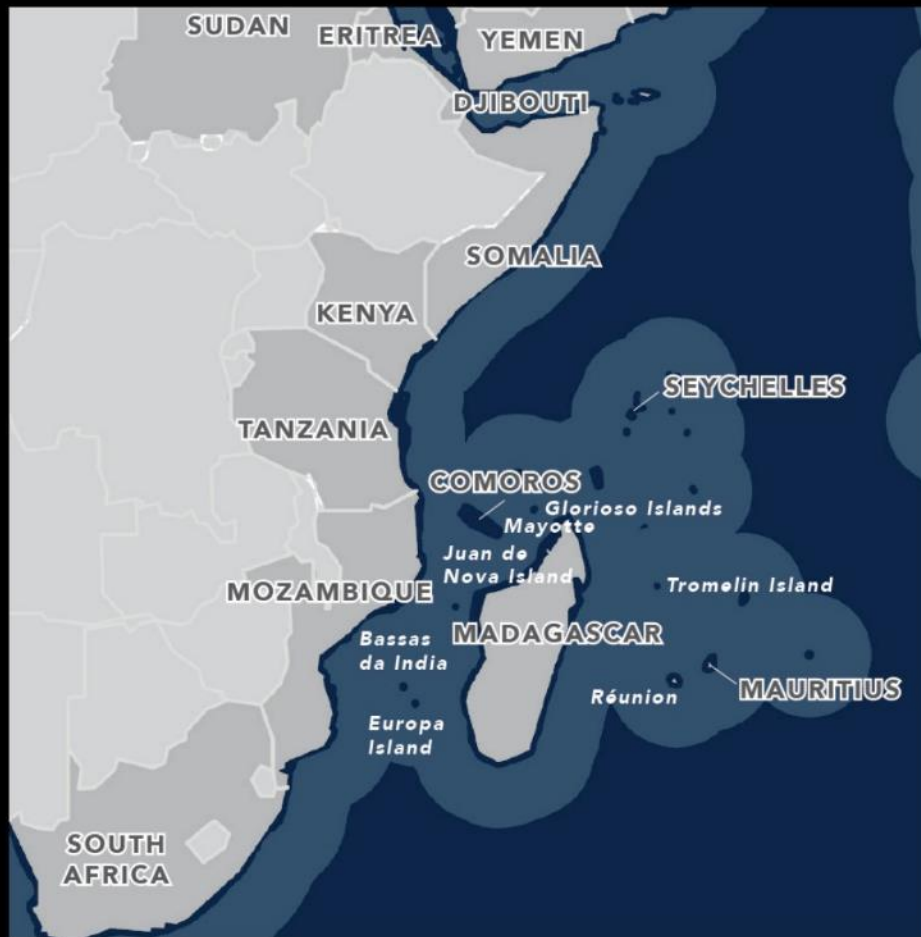 SUDAN
ERITREA
YEMEN
DJIBOUTI
SOMALIA
KENYA
SEYCHELLES
TANZANIA
COMOROS
Glorioso Islands
Mayotte
Juan de
Nova Island
Tromelin Island
MOZAMBIQUE
MADAGASCAR
Bassas
da India
MAURITIUS
Réunion
Europa
Island
SOUTH
AFRICA